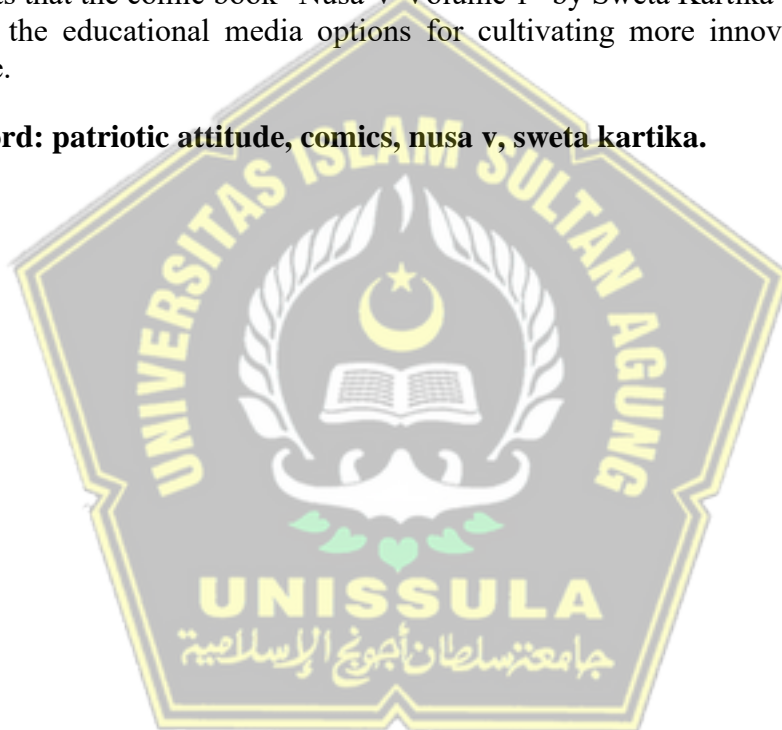 that the comic book "Nusa V Volume 1" by Sweta Kartika
the educational media options for cultivating more innov
e.
ord: patriotic attitude, comics, nusa v, sweta kartika.
UNIVERSITAS ISLAM SULTAN AGUNG
UNISSULA
جامعة سلطان أجونج الإسلامية